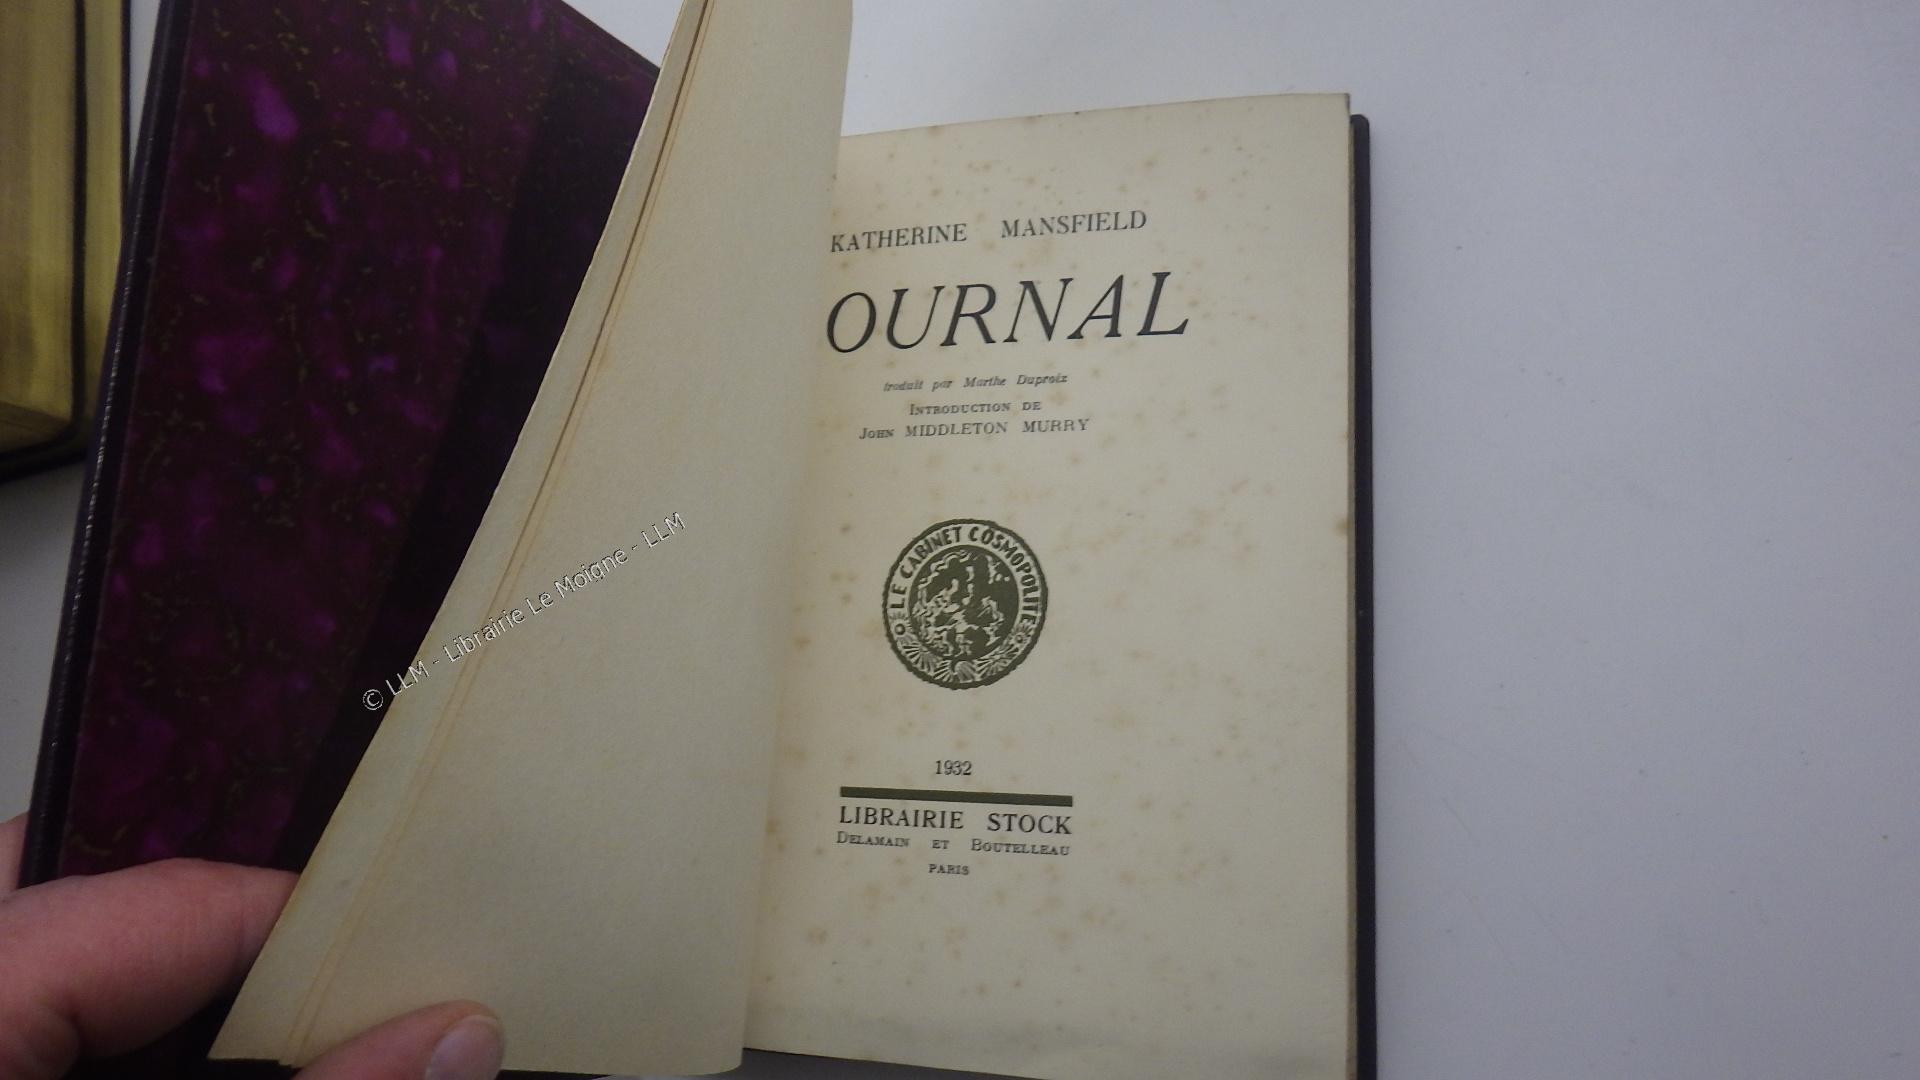 KATHERINE MANSFIELD
OURNAL
traduit par Marthe Duproix
INTRODUCTION DE
JOHN MIDDLETON MURRY
LE CABINET COSMOPOLITE
1932
LIBRAIRIE STOCK
DELAMAIN ET BOUTELLEAU
PARIS
© LLM - Librairie Le Moigne - LLM